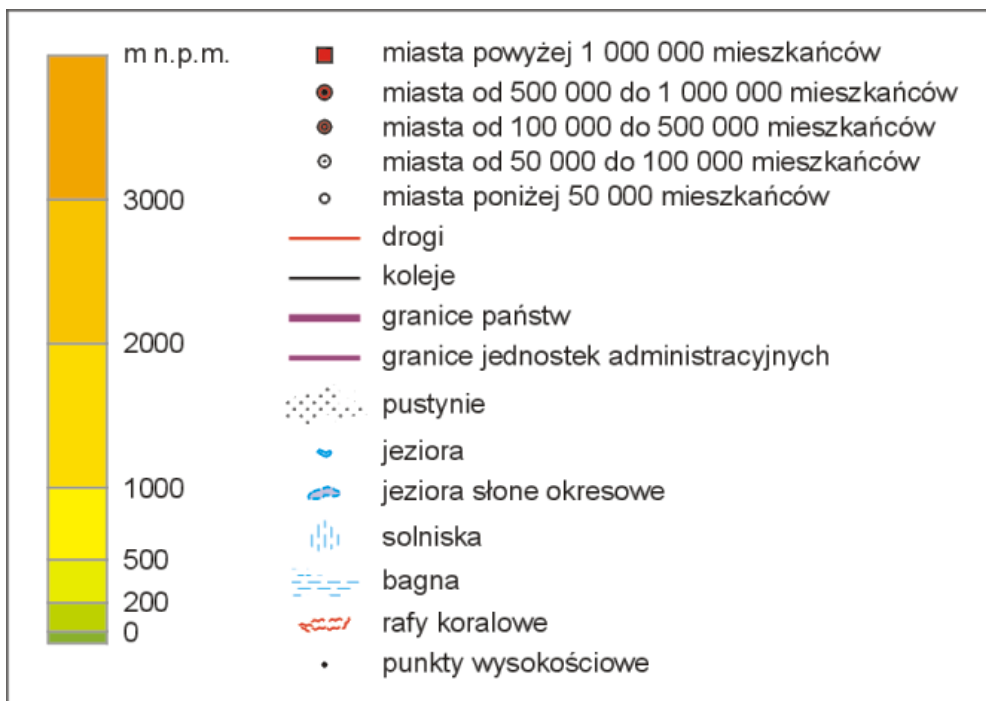 m n.p.m.
3000
2000
1000
500
200
0
miasta powyżej 1 000 000 mieszkańców
miasta od 500 000 do 1 000 000 mieszkańców
miasta od 100 000 do 500 000 mieszkańców
miasta od 50 000 do 100 000 mieszkańców
miasta poniżej 50 000 mieszkańców
drogi
koleje
granice państw
granice jednostek administracyjnych
pustynie
jeziora
jeziora słone okresowe
solniska
bagna
rafy koralowe
punkty wysokościowe